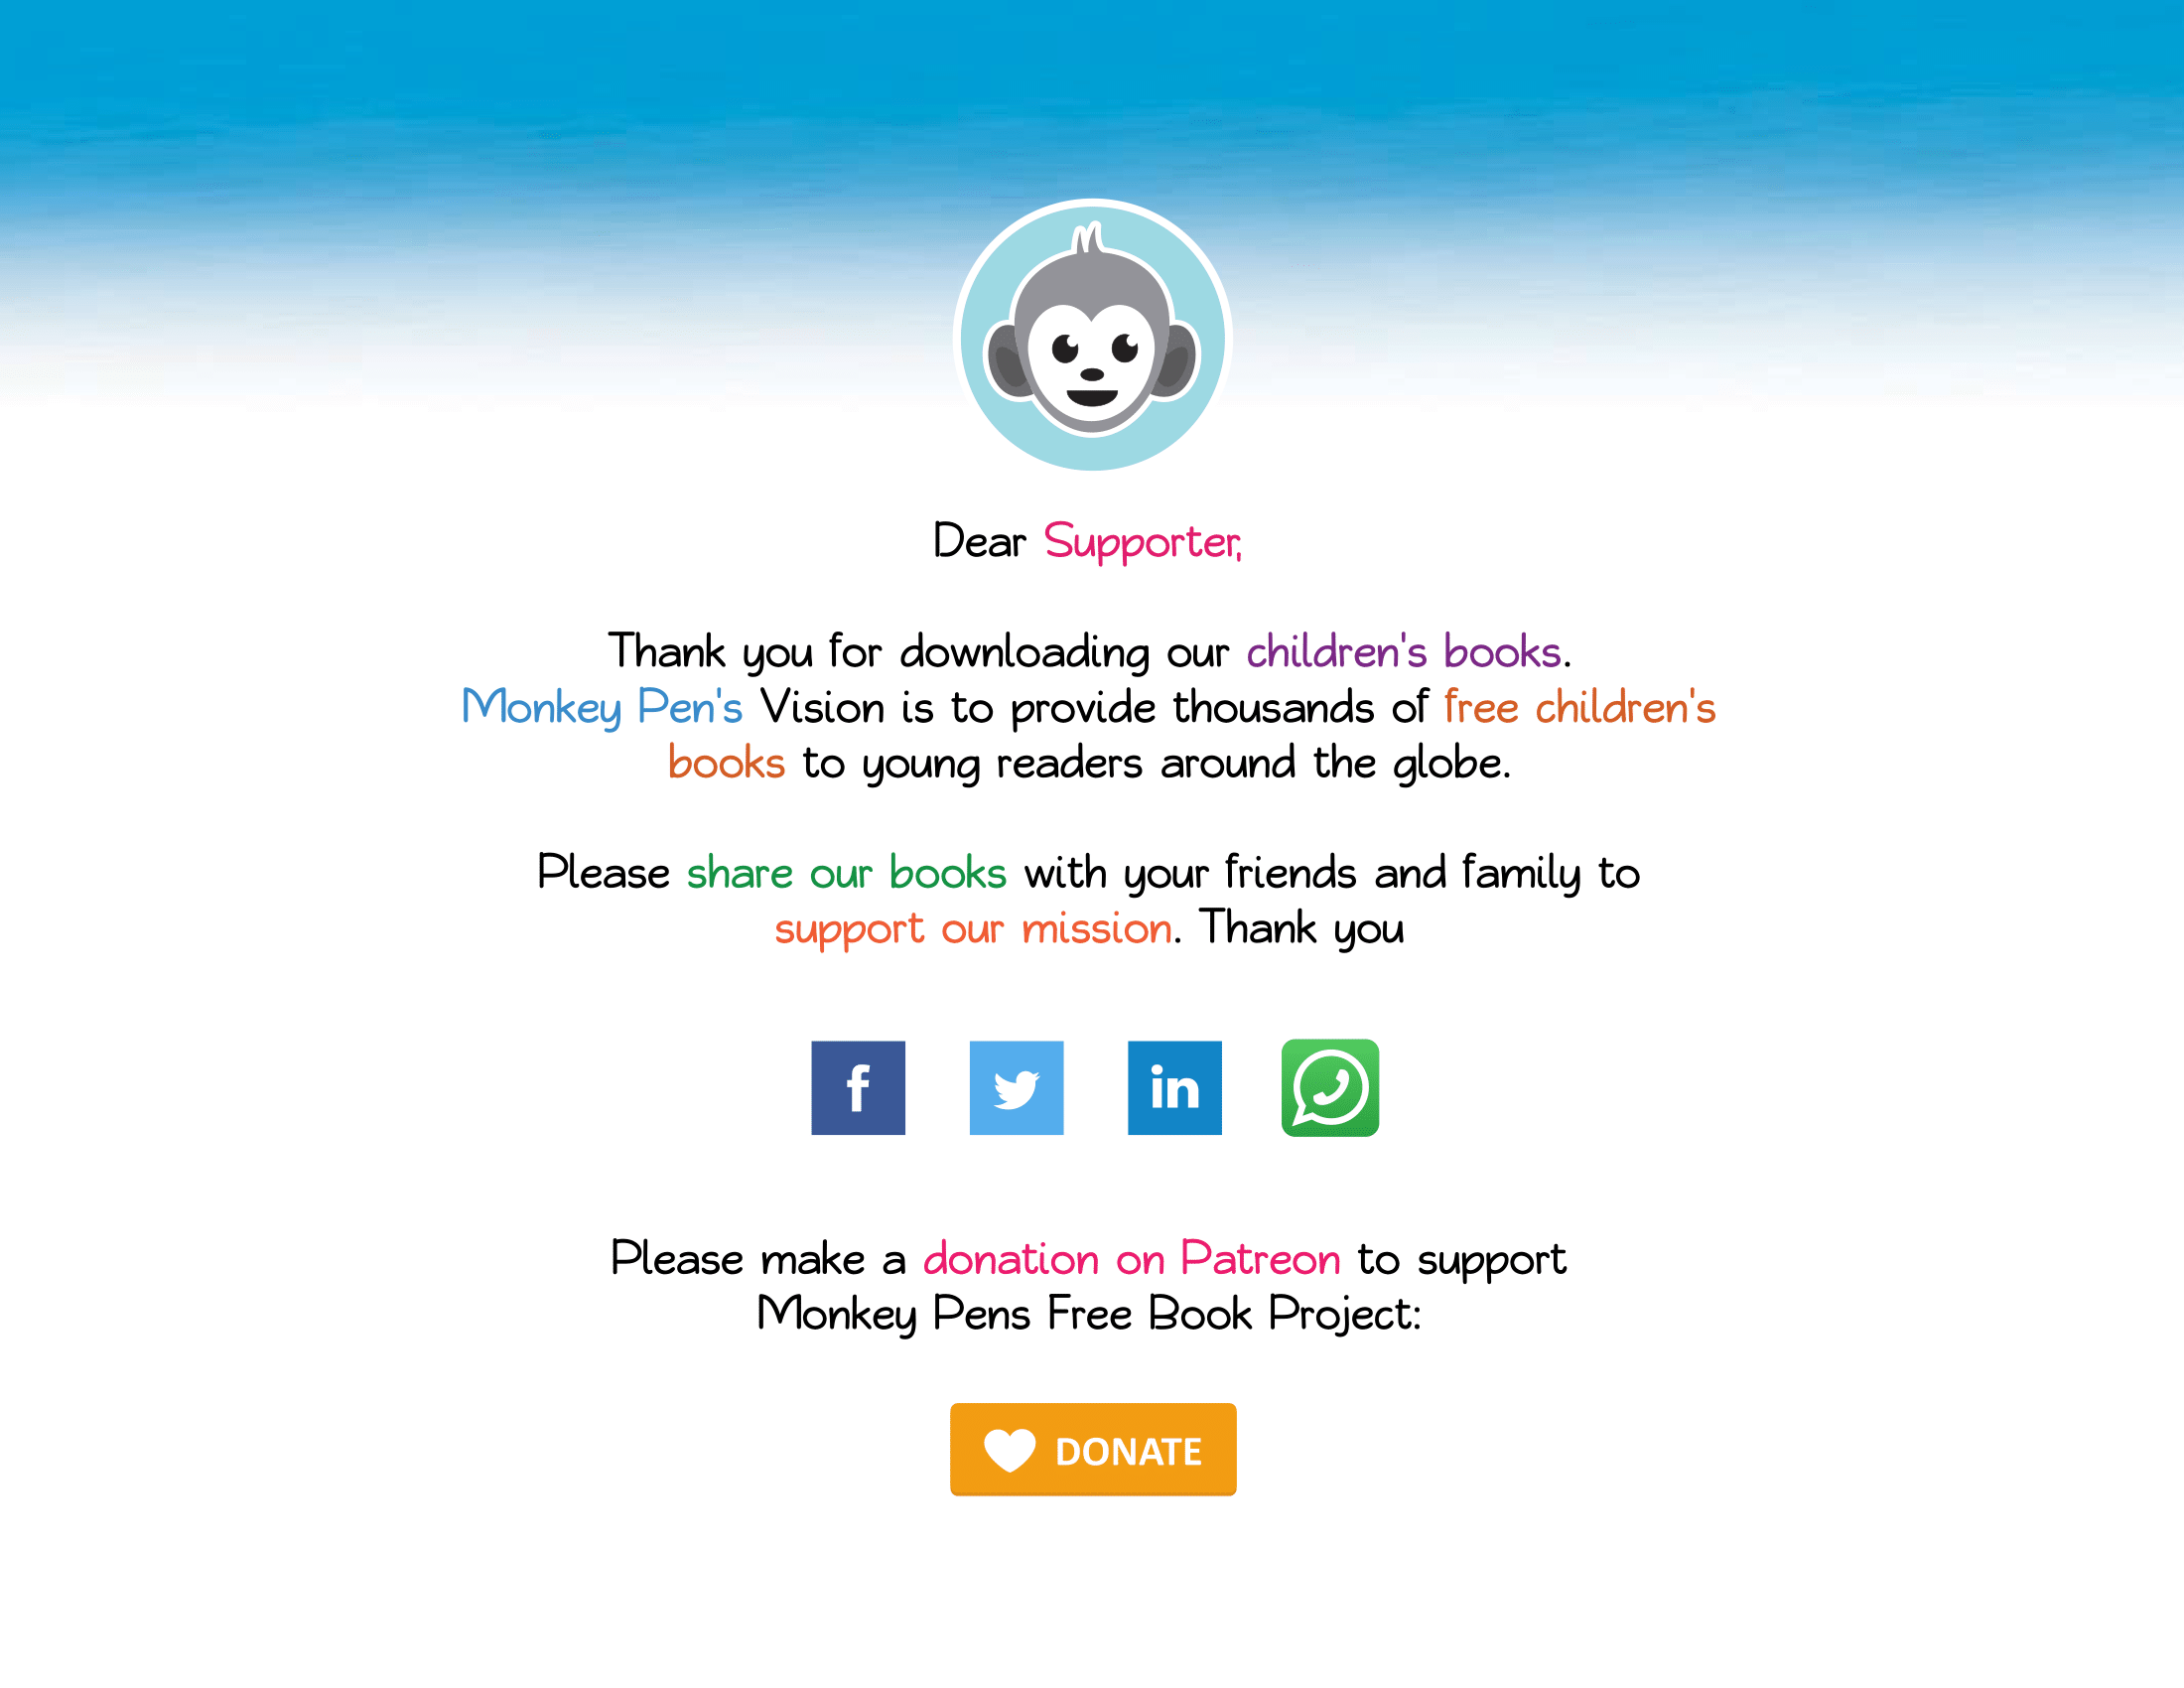 Dear Supporter,
Thank you for downloading our children's books.
Monkey Pen's Vision is to provide thousands of free children's
books to young readers around the globe.
Please share our books with your friends and family to
support our mission. Thank you
f
in
Please make a donation on Patreon to support
Monkey Pens Free Book Project:
DONATE